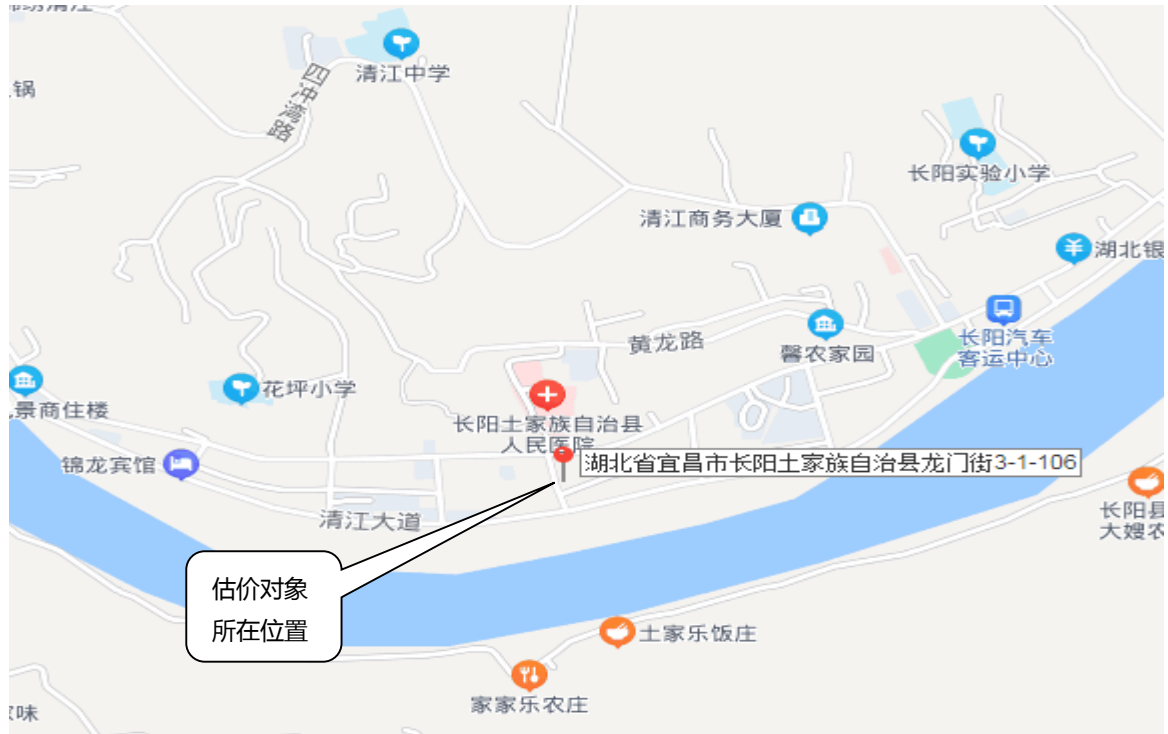 清江中学
四冲湾路
锅
长阳实验小学
清江商务大厦
湖北银
黄龙路
馨农家园
长阳汽车
客运中心
花坪小学
景商住楼
长阳土家族自治县
人民医院
锦龙宾馆
湖北省宜昌市长阳土家族自治县龙门街3-1-106
清江大道
长阳县
大嫂农
估价对象
所在位置
土家乐饭庄
家家乐农庄
味